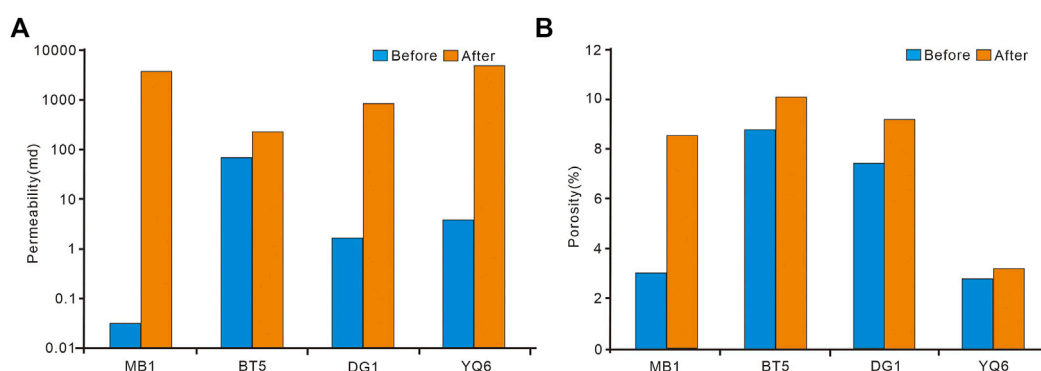 A
Before After
Permeability(md)
10000
1000
100
10
1
0.1
0.01
MB1 BT5 DG1 YQ6
B
Before After
Porosity(%)
12
10
8
6
4
2
0
MB1 BT5 DG1 YQ6